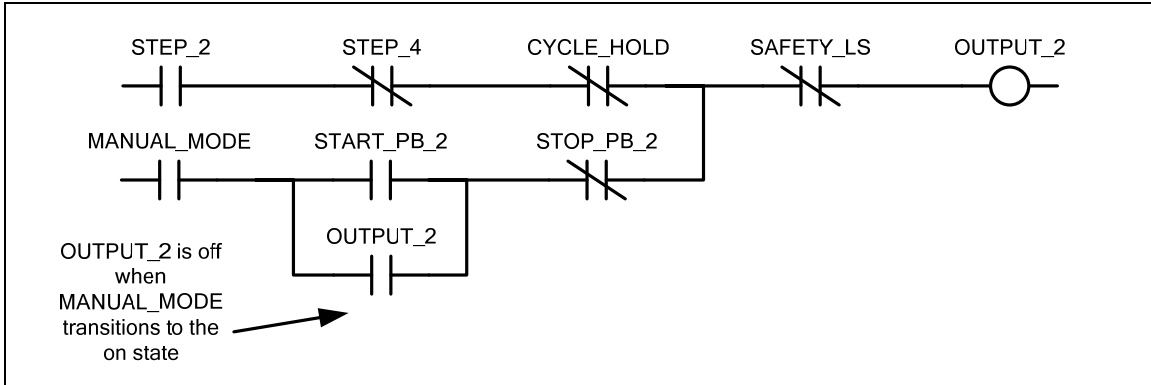 STEP_2 STEP_4 CYCLE_HOLD SAFETY_LS OUTPUT_2
MANUAL_MODE START_PB_2 STOP_PB_2
OUTPUT_2
OUTPUT_2 is off
when
MANUAL_MODE
transitions to the
on state